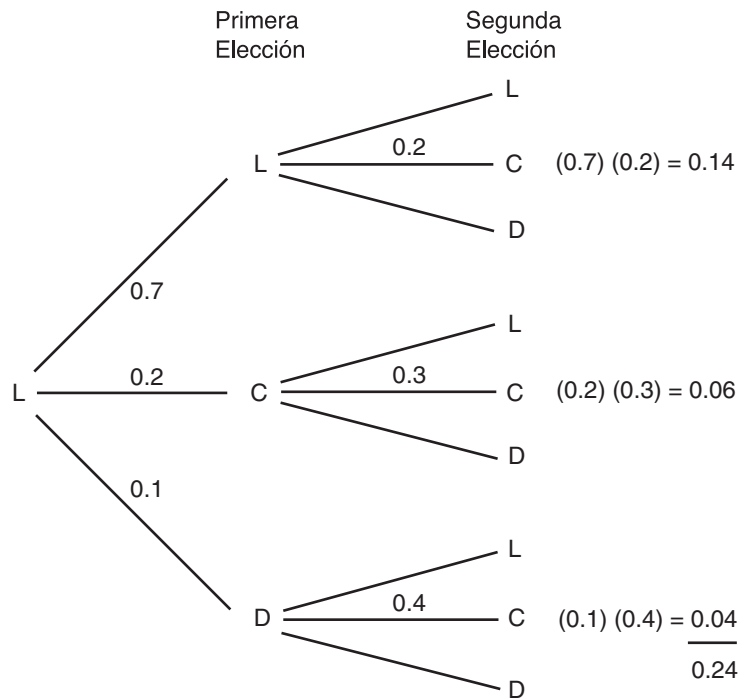 Primera
Elección
Segunda
Elección
L
L
0.2
C
(0.7) (0.2) = 0.14
D
0.7
L
L
0.2
C
0.3
C
(0.2) (0.3) = 0.06
D
0.1
L
D
0.4
C
(0.1) (0.4) = 0.04
0.24
D